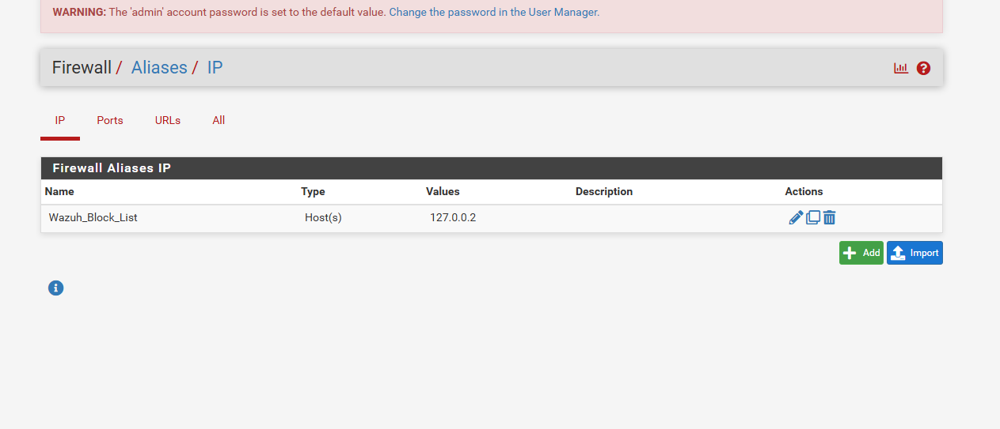 WARNING: The 'admin' account password is set to the default value. Change the password in the User Manager.
Firewall / Aliases / IP
IP Ports URLs All
Firewall Aliases IP
Name Type Values Description Actions
Wazuh_Block_List Host(s) 127.0.0.2
Add Import